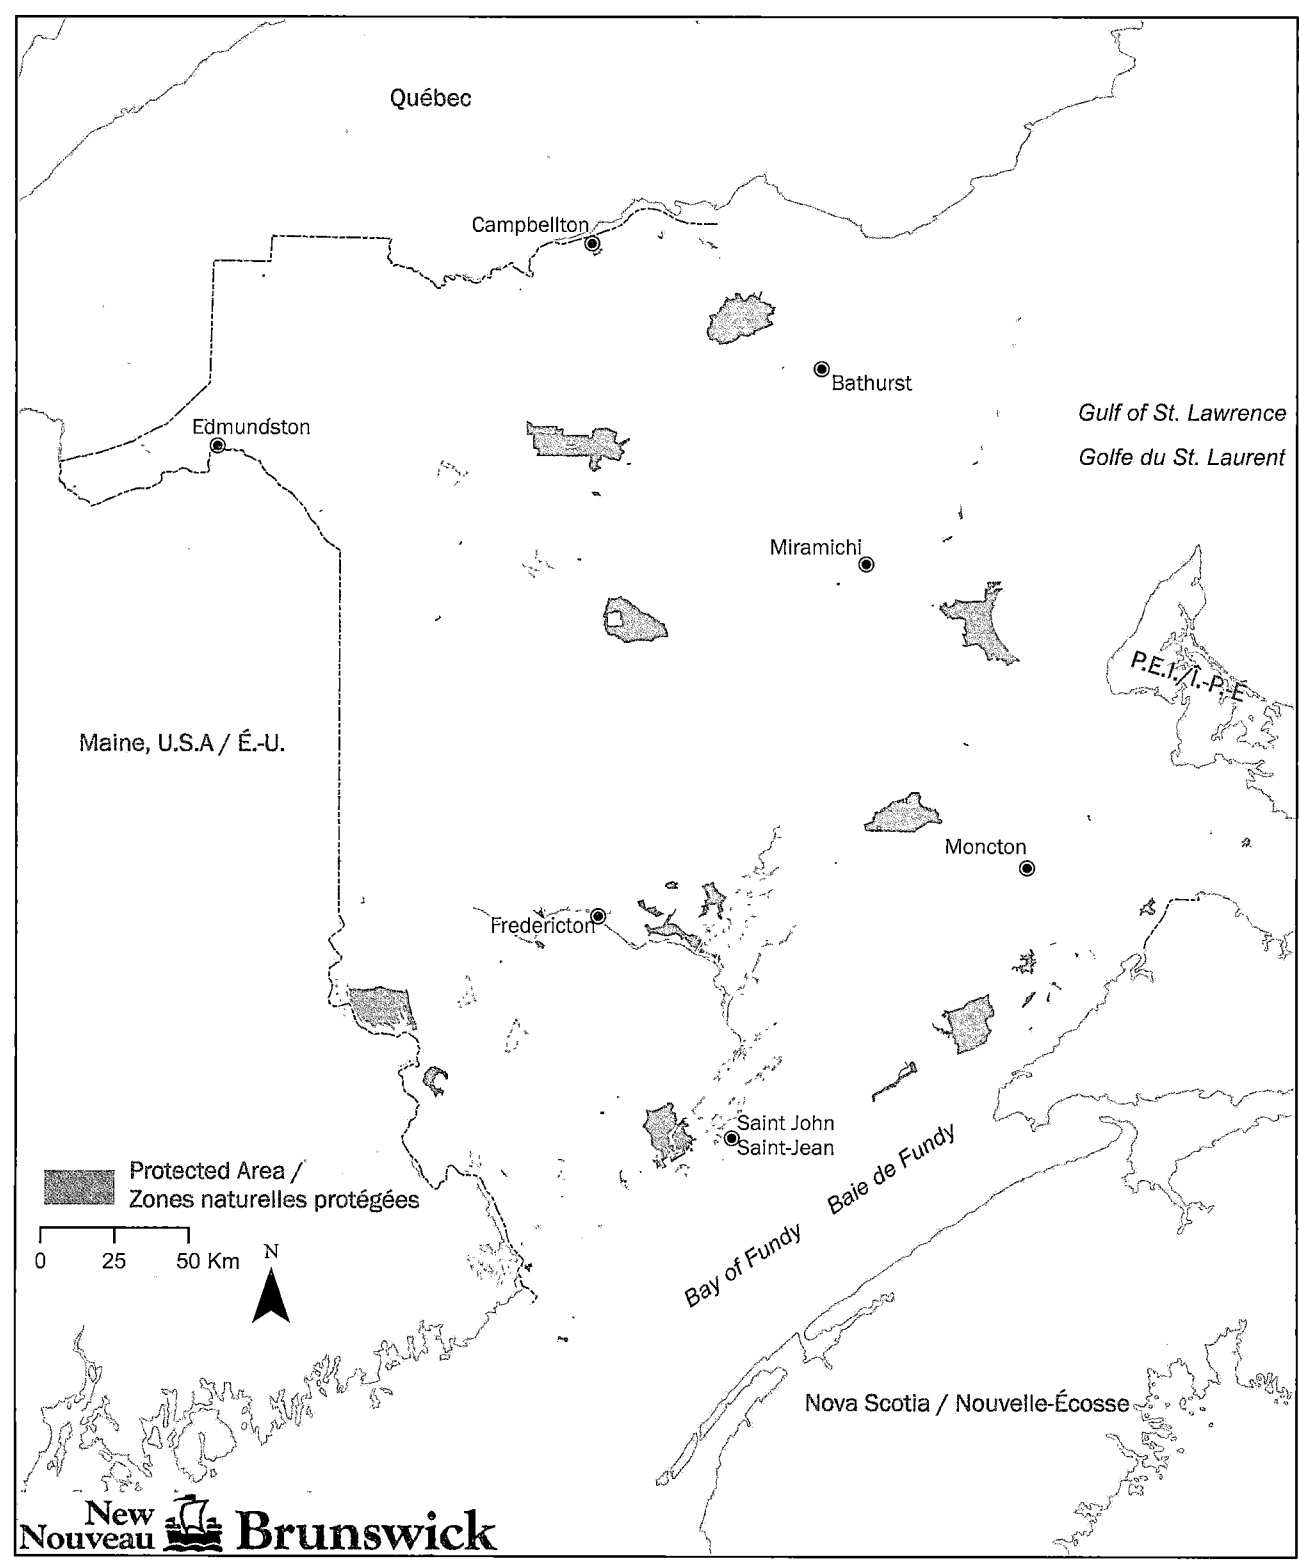 Québec
Campbellton
Bathurst
Edmundston
Gulf of St. Lawrence
Golfe du St. Laurent
Miramichi
P.E.I./Î.-P.-É
Maine, U.S.A / É.-U.
Moncton
Fredericton
Saint John
Saint-Jean
Protected Area /
Zones naturelles protégées
0 25 50 Km
N
Bay of Fundy Baie de Fundy
Nova Scotia / Nouvelle-Écosse
New
Nouveau Brunswick